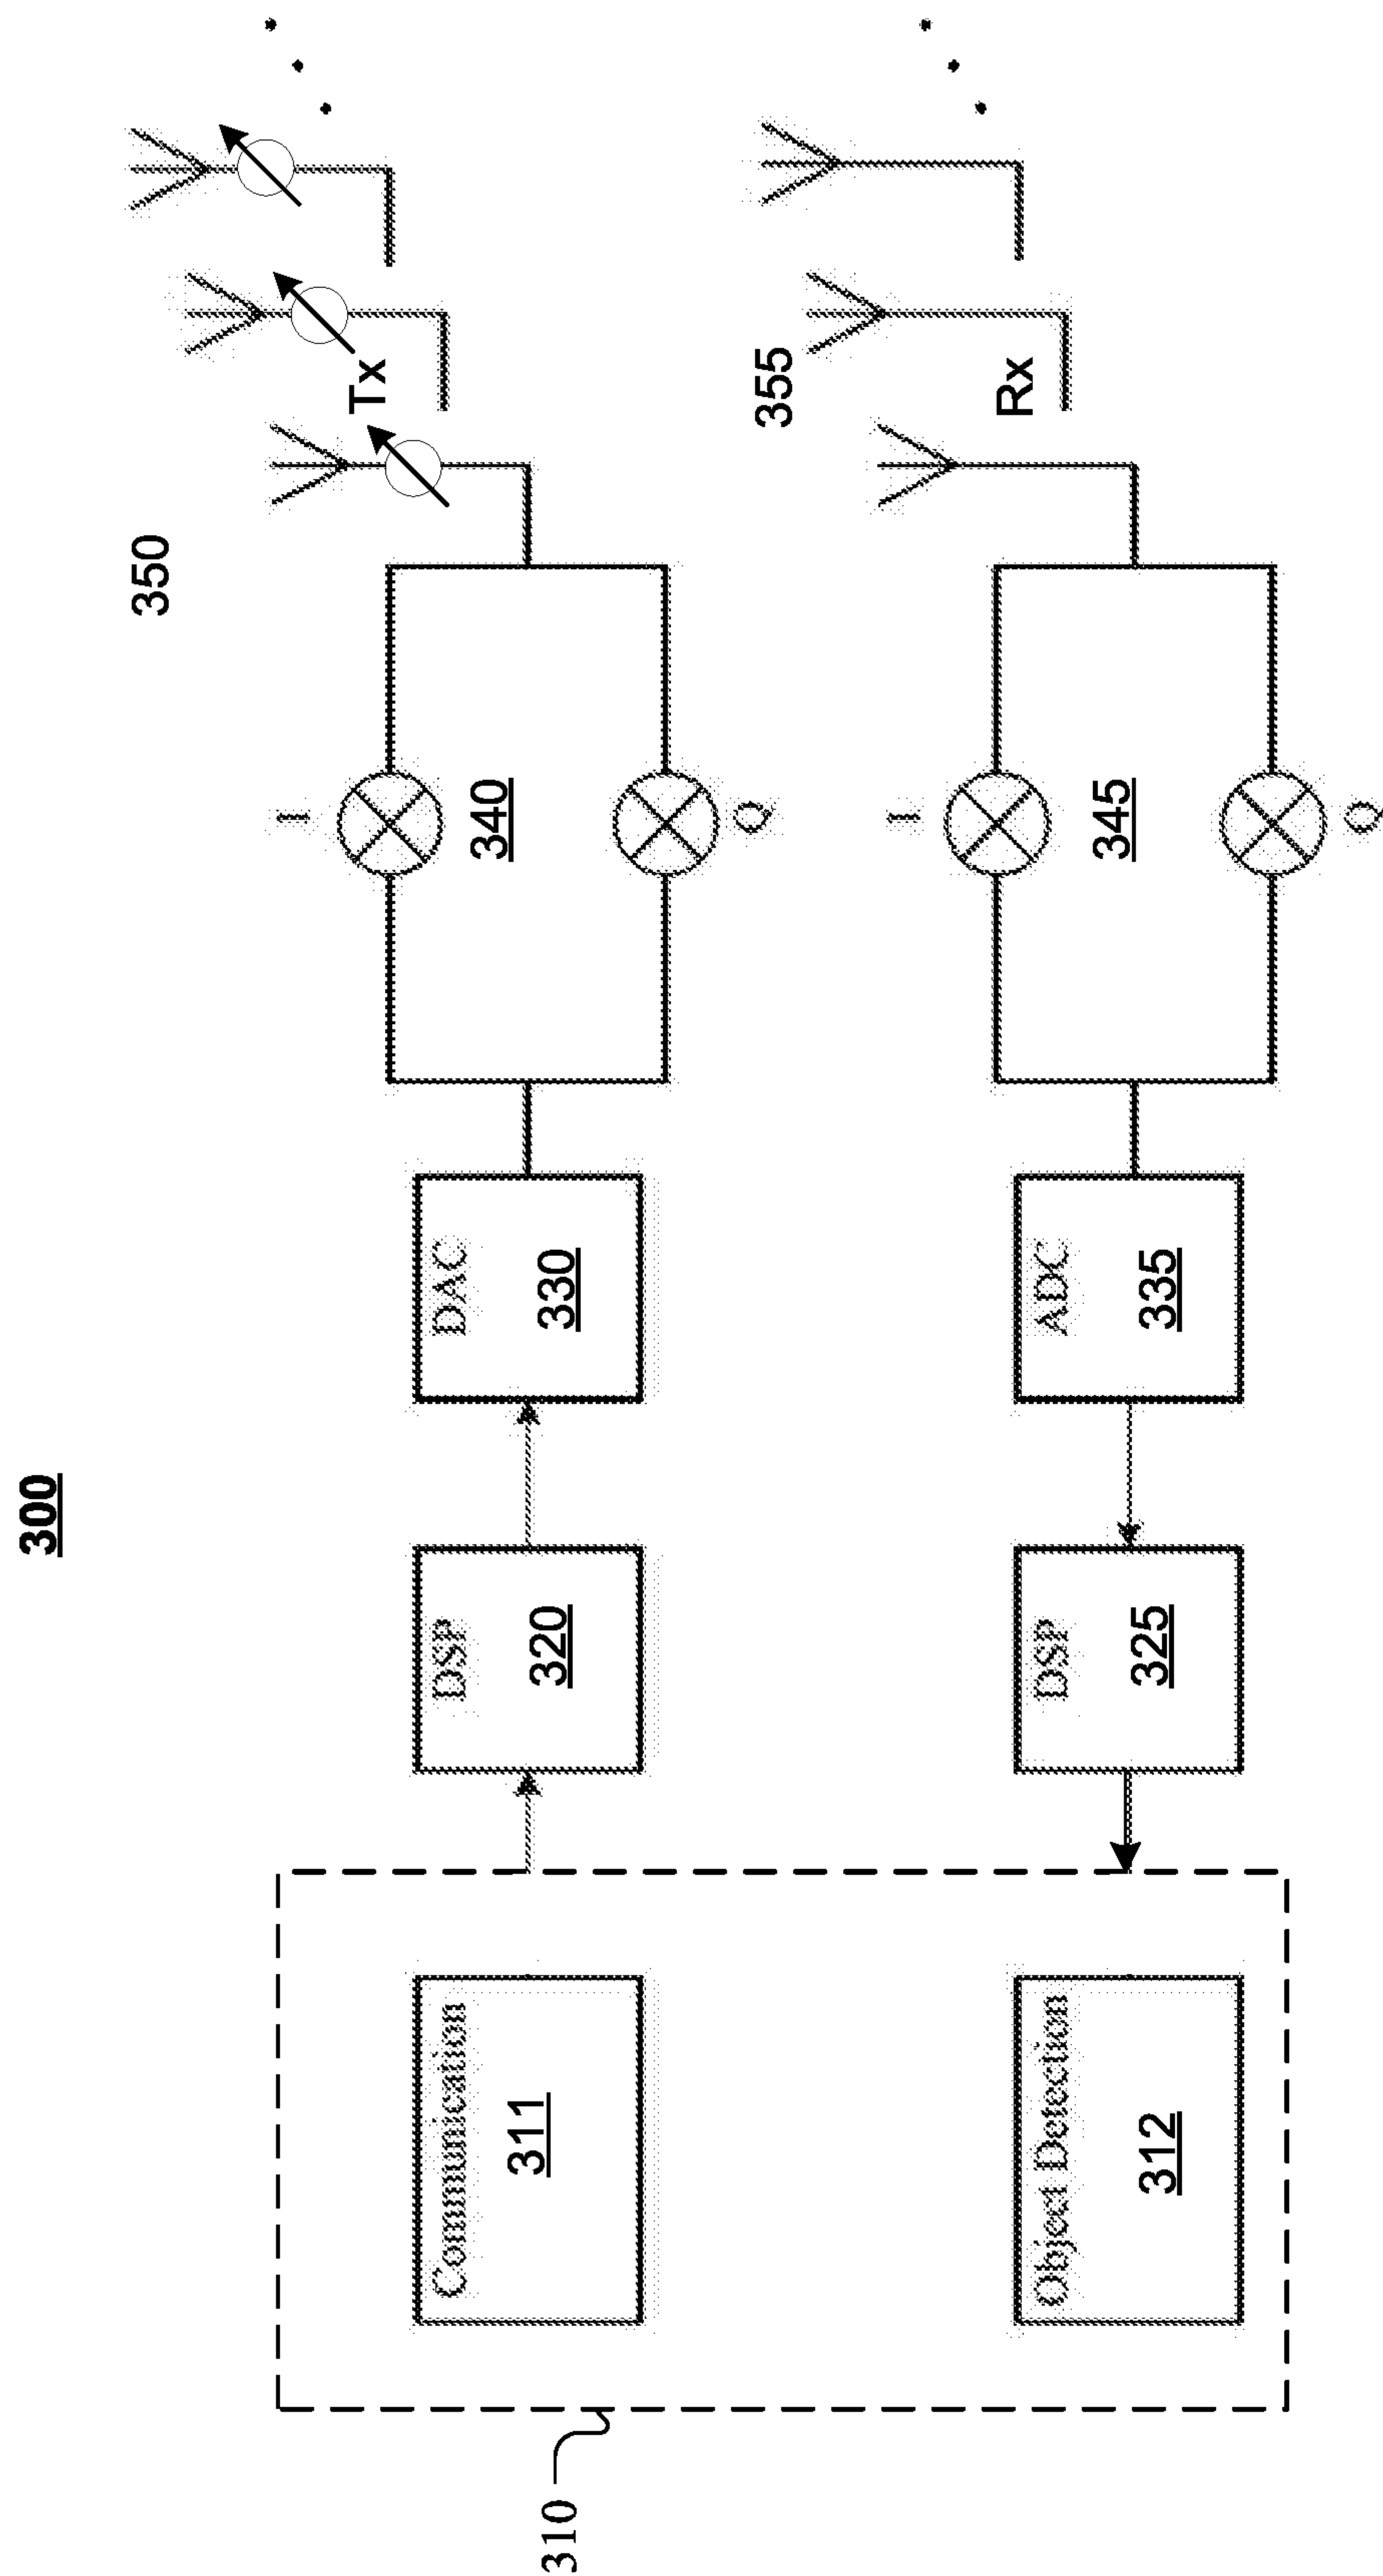 300
350
Tx
I
340
Q
DAC
330
DSP
320
Communication
311
310
355
Rx
I
345
Q
ADC
335
DSP
325
Object Detection
312